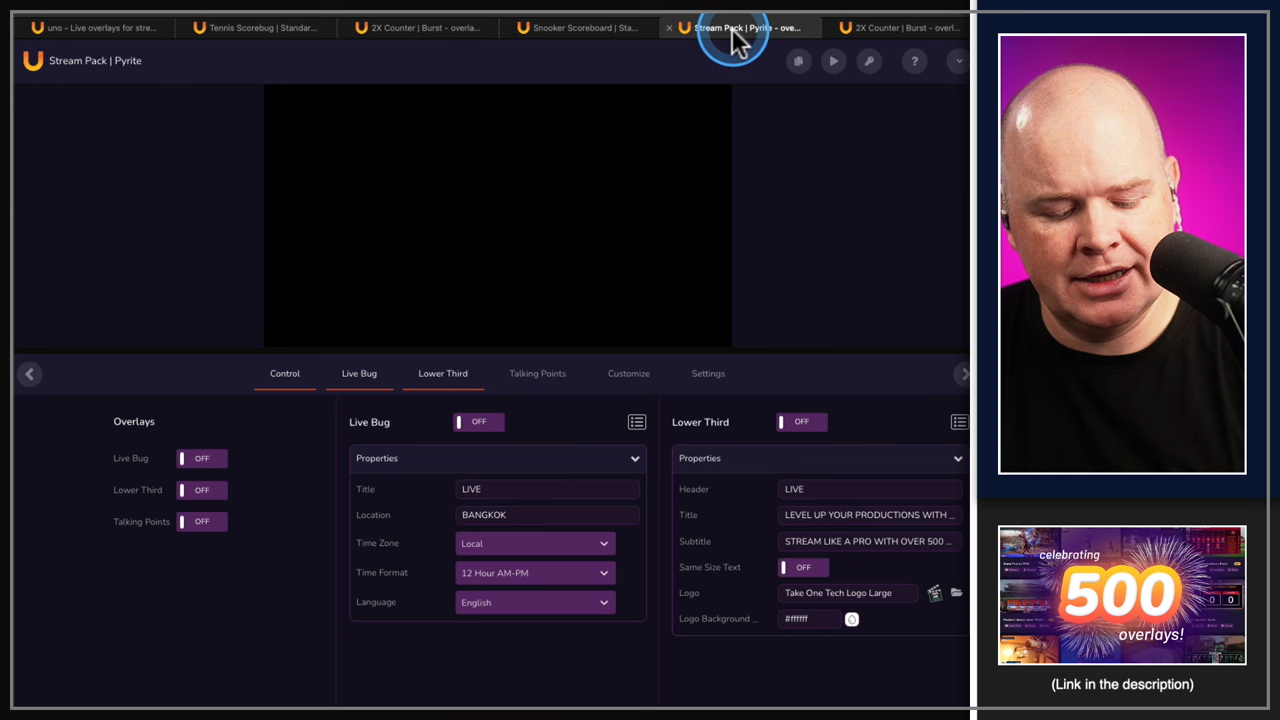 uno - Live overlays for stre...
Tennis Scorebug | Standar...
2X Counter | Burst - overla...
Snooker Scoreboard | Sta...
Stream Pack | Pyrite - ove...
2X Counter | Burst - overl...
Stream Pack | Pyrite
?
Control
Live Bug
Lower Third
Talking Points
Customize
Settings
Overlays
Live Bug OFF
Lower Third OFF
Talking Points OFF
Live Bug OFF
Properties
Title LIVE
Location BANGKOK
Time Zone Local
Time Format 12 Hour AM-PM
Language English
Lower Third OFF
Properties
Header LIVE
Title LEVEL UP YOUR PRODUCTIONS WITH ...
Subtitle STREAM LIKE A PRO WITH OVER 500 ...
Same Size Text OFF
Logo Take One Tech Logo Large
Logo Background ... #ffffff
celebrating
500
overlays!
(Link in the description)